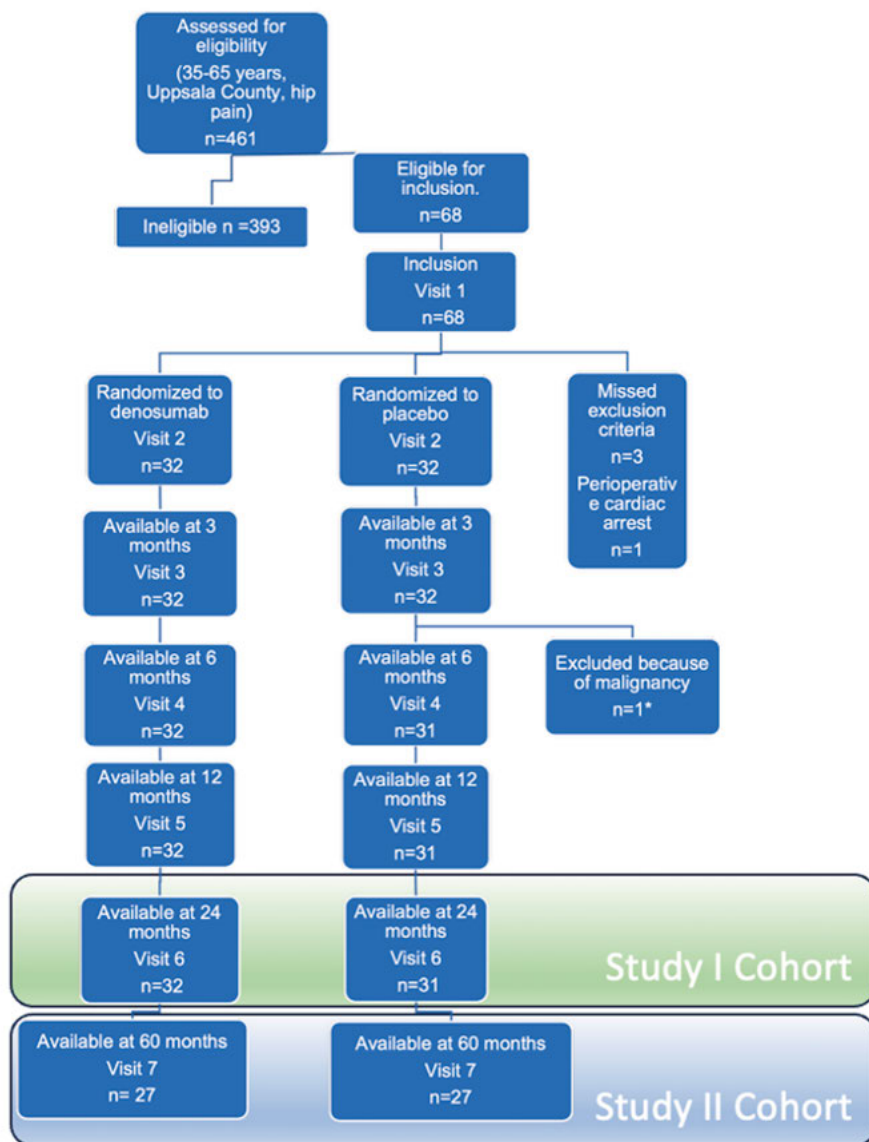 Assessed for
eligibility
(35-65 years,
Uppsala County, hip
pain)
n=461
Ineligible n =393
Eligible for
inclusion.
n=68
Inclusion
Visit 1
n=68
Randomized to
denosumab
Visit 2
n=32
Randomized to
placebo
Visit 2
n=32
Missed
exclusion
criteria
n=3
Perioperativ
e cardiac
arrest
n=1
Available at 3
months
Visit 3
n=32
Available at 3
months
Visit 3
n=32
Excluded because
of malignancy
n=1*
Available at 6
months
Visit 4
n=32
Available at 6
months
Visit 4
n=31
Available at 12
months
Visit 5
n=32
Available at 12
months
Visit 5
n=31
Available at 24
months
Visit 6
n=32
Available at 24
months
Visit 6
n=31
Study I Cohort
Available at 60 months
Visit 7
n= 27
Available at 60 months
Visit 7
n=27
Study II Cohort